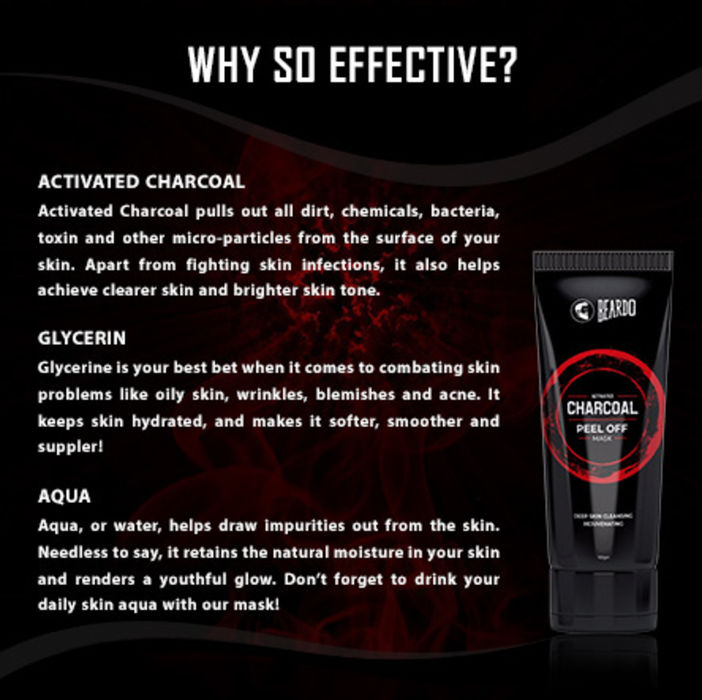 WHY SO EFFECTIVE?
ACTIVATED CHARCOAL
Activated Charcoal pulls out all dirt, chemicals, bacteria,
toxin and other micro-particles from the surface of your
skin. Apart from fighting skin infections, it also helps
achieve clearer skin and brighter skin tone.
GLYCERIN
Glycerine is your best bet when it comes to combating skin
problems like oily skin, wrinkles, blemishes and acne. It
keeps skin hydrated, and makes it softer, smoother and
suppler!
AQUA
Aqua, or water, helps draw impurities out from the skin.
Needless to say, it retains the natural moisture in your skin
and renders a youthful glow. Don't forget to drink your
daily skin aqua with our mask!
BEARDO
ACTIVATED
CHARCOAL
PEEL OFF
MASK
DEEP SKIN CLEANSING
REJUVENATING